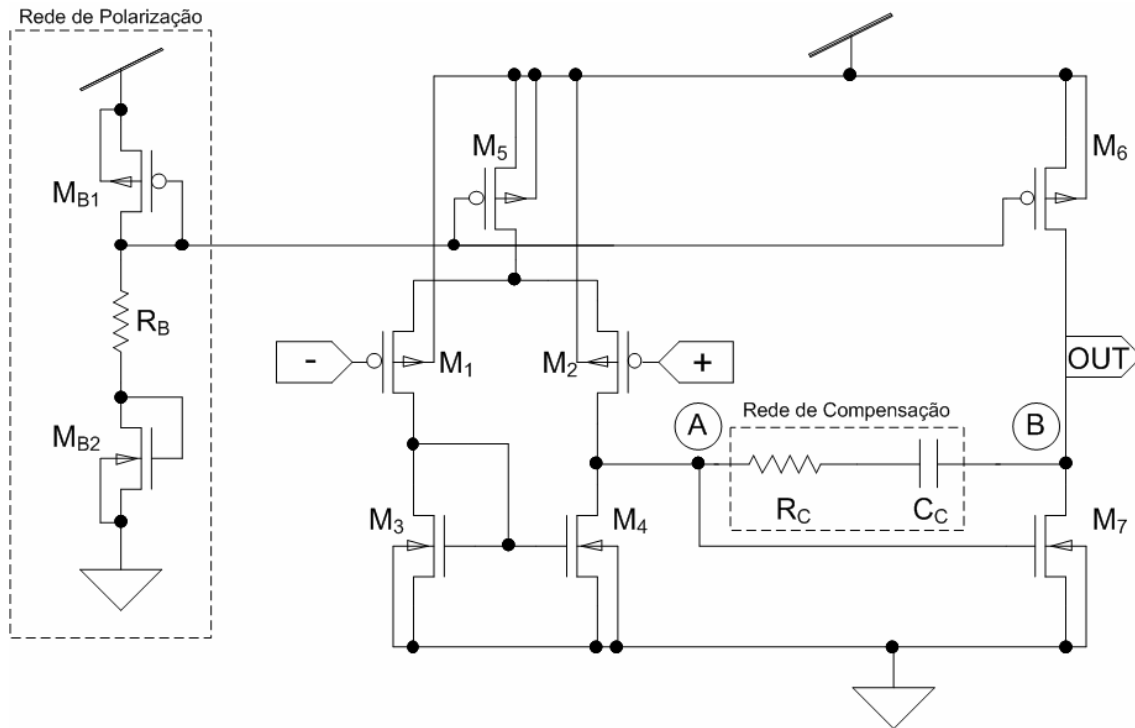 Rede de Polarização
M5
M6
MB1
RB
-
M1
M2
+
OUT
A
Rede de Compensação
B
MB2
RC
CC
M3
M4
M7